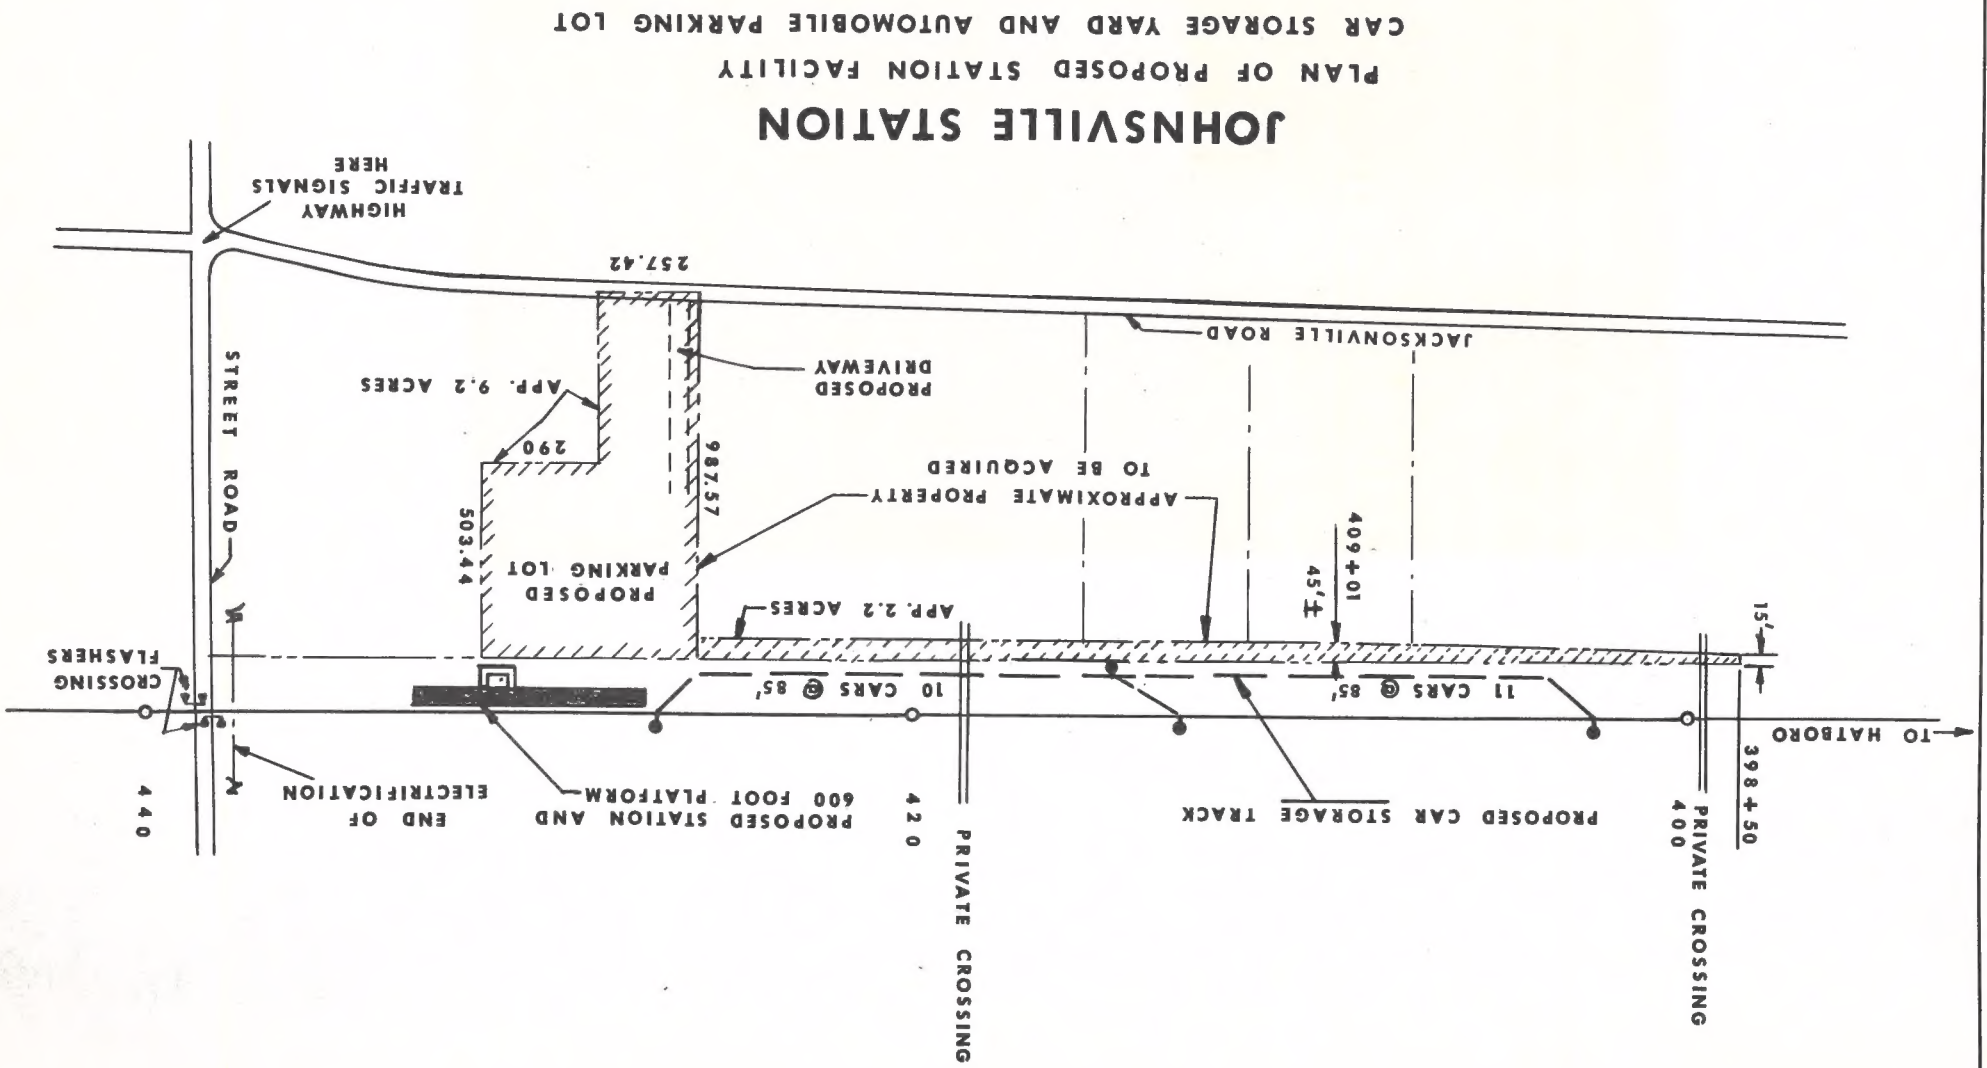 TO HATBORO
PRIVATE CROSSING
400
398+50
15'
PROPOSED CAR STORAGE TRACK
11 CARS @ 85'
409+01
45'±
PRIVATE CROSSING
420
10 CARS @ 85'
PROPOSED STATION AND
600 FOOT PLATFORM
END OF
ELECTRIFICATION
440
CROSSING
FLASHERS
APP. 2.2 ACRES
PROPOSED
PARKING LOT
503.44
987.57
APPROXIMATE PROPERTY
TO BE ACQUIRED
290
APP. 9.2 ACRES
PROPOSED
DRIVEWAY
STREET ROAD
JACKSONVILLE ROAD
257.42
HIGHWAY
TRAFFIC SIGNALS
HERE
JOHNSVILLE STATION
PLAN OF PROPOSED STATION FACILITY
CAR STORAGE YARD AND AUTOMOBILE PARKING LOT